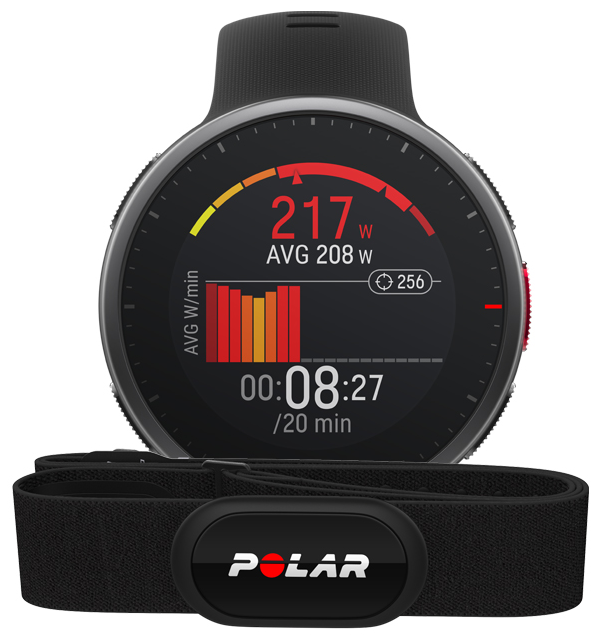 217 W
AVG 208 W
256
AVG W/min
00:08:27
/20 min
POLAR